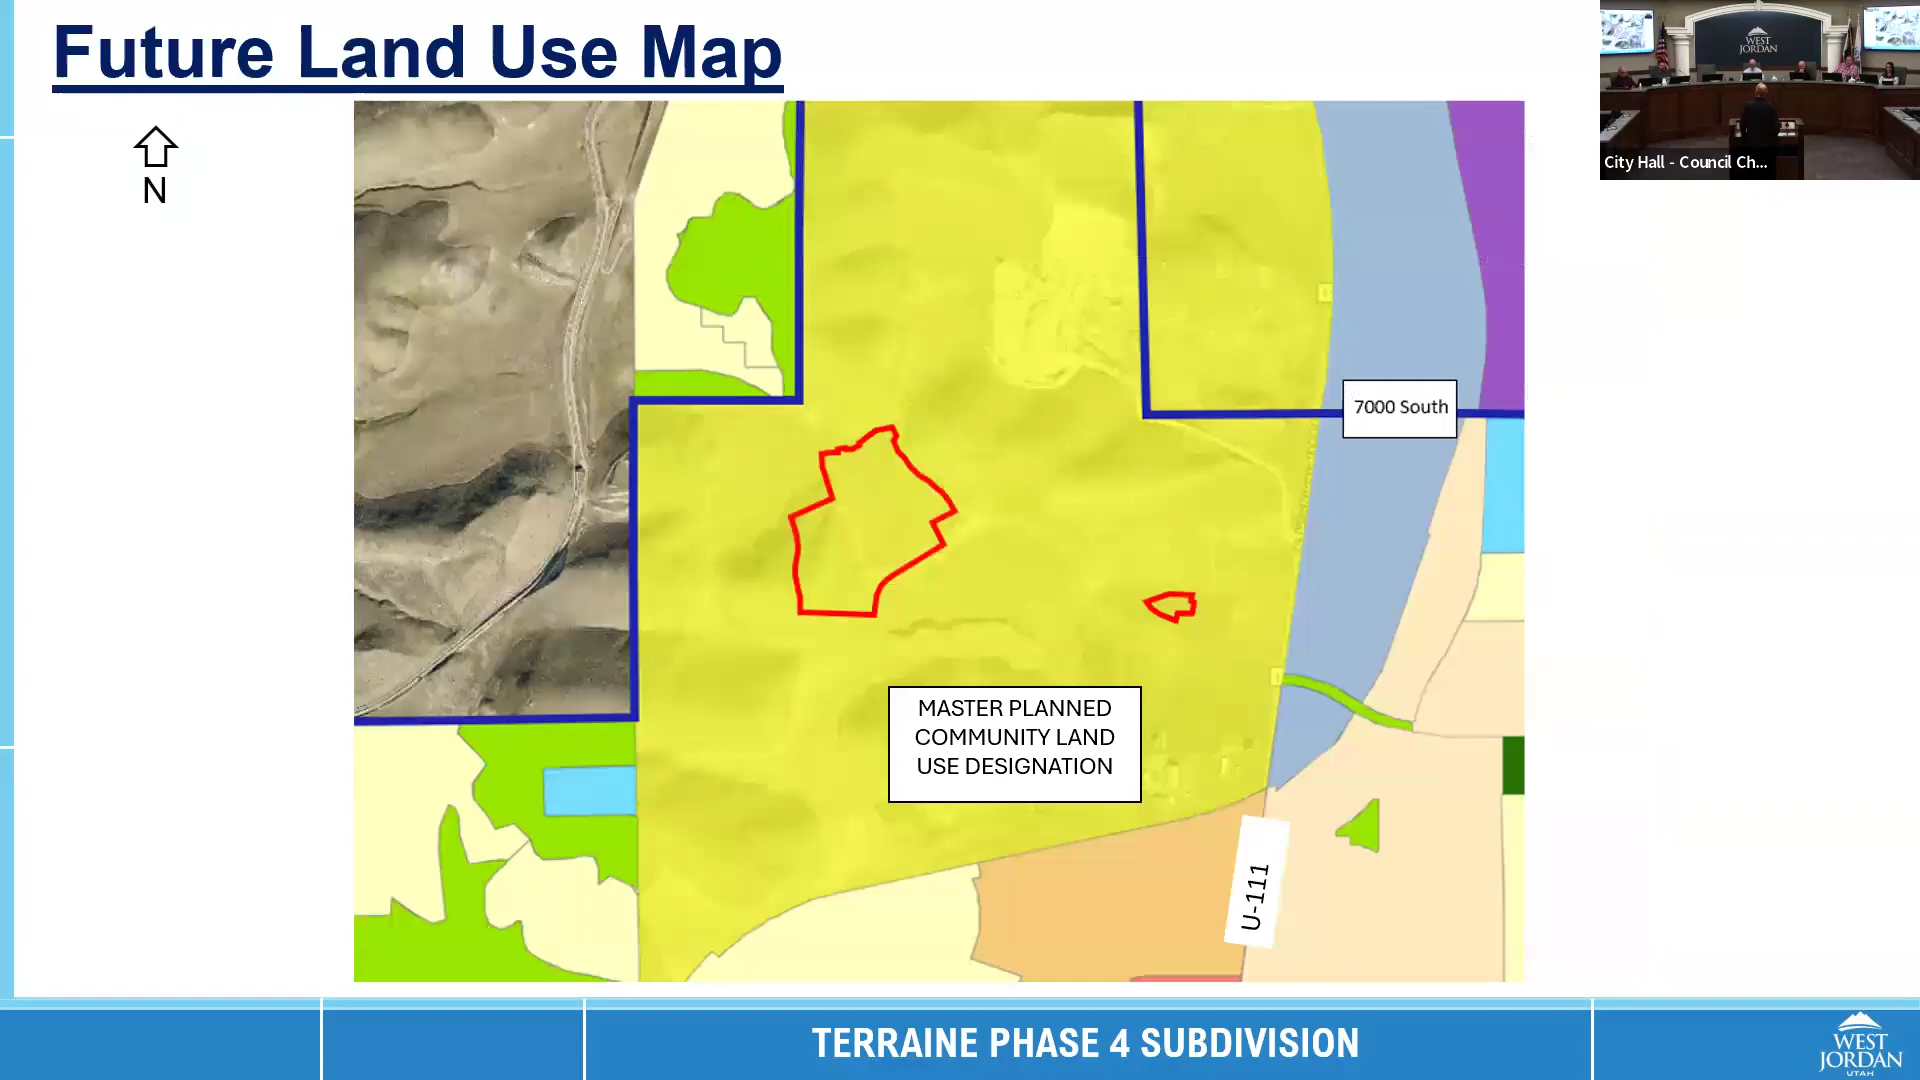 Future Land Use Map
N
WEST
JORDAN
City Hall - Council Ch...
7000 South
MASTER PLANNED
COMMUNITY LAND
USE DESIGNATION
U-111
TERRAINE PHASE 4 SUBDIVISION
WEST
JORDAN
UTAH